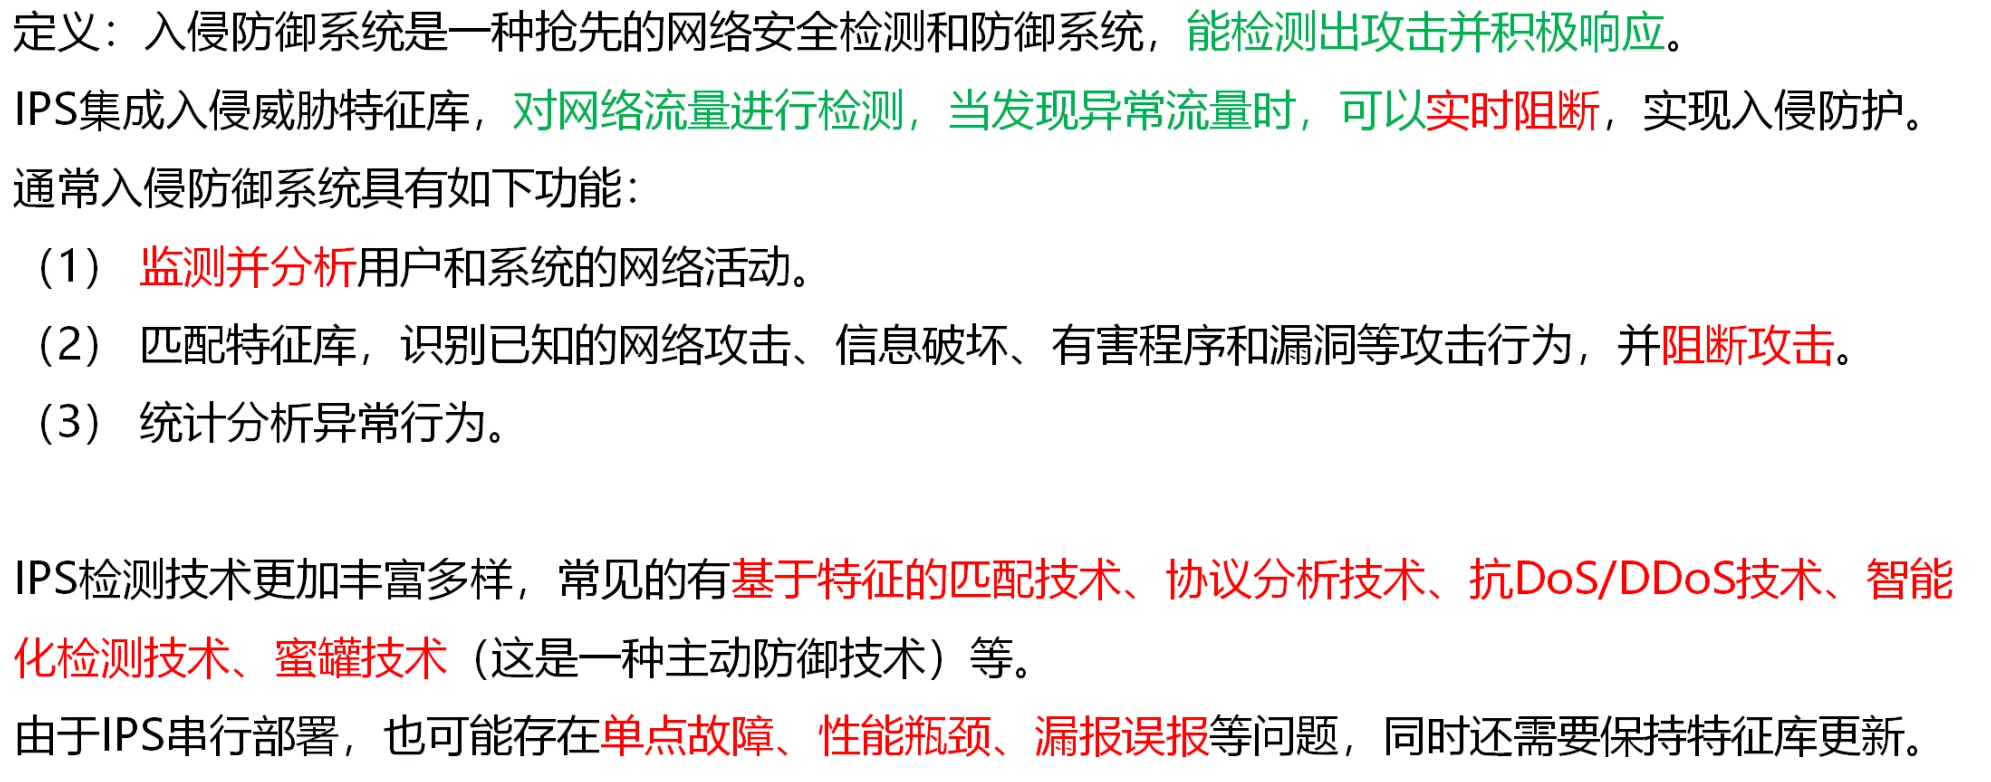 定义：入侵防御系统是一种抢先的网络安全检测和防御系统，能检测出攻击并积极响应。
IPS集成入侵威胁特征库，对网络流量进行检测，当发现异常流量时，可以实时阻断，实现入侵防护。
通常入侵防御系统具有如下功能：
（1） 监测并分析用户和系统的网络活动。
（2） 匹配特征库，识别已知的网络攻击、信息破坏、有害程序和漏洞等攻击行为，并阻断攻击。
（3） 统计分析异常行为。
IPS检测技术更加丰富多样，常见的有基于特征的匹配技术、协议分析技术、抗DoS/DDoS技术、智能
化检测技术、蜜罐技术（这是一种主动防御技术）等。
由于IPS串行部署，也可能存在单点故障、性能瓶颈、漏报误报等问题，同时还需要保持特征库更新。